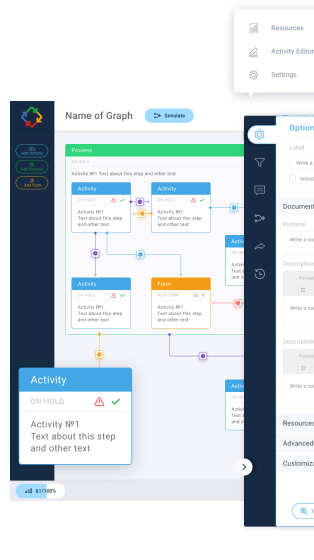 Resources
Activity Editor
Settings
Name of Graph
Simulate
Add Activity
Add Process
Add Form
Process
ON HOLD
Activity №1 Text about this step and other text
Activity
ON HOLD
Activity №1
Text about this step
and other text
Activity
ON HOLD
Activity №1
Text about this step
and other text
Activity
ON HOLD
Activity №1
Text about this step
and other text
Form
NON-FORM
Activity №1
Text about this step
and other text
Activity
ON HOLD
Activity №1
Text about this step
and other text
61/100%
Option
Label
Write a
Includ
Document
Purpose
Write a co
Description
Format
Write a co
Description
Format
Write a co
Resources
Advanced
Customiza